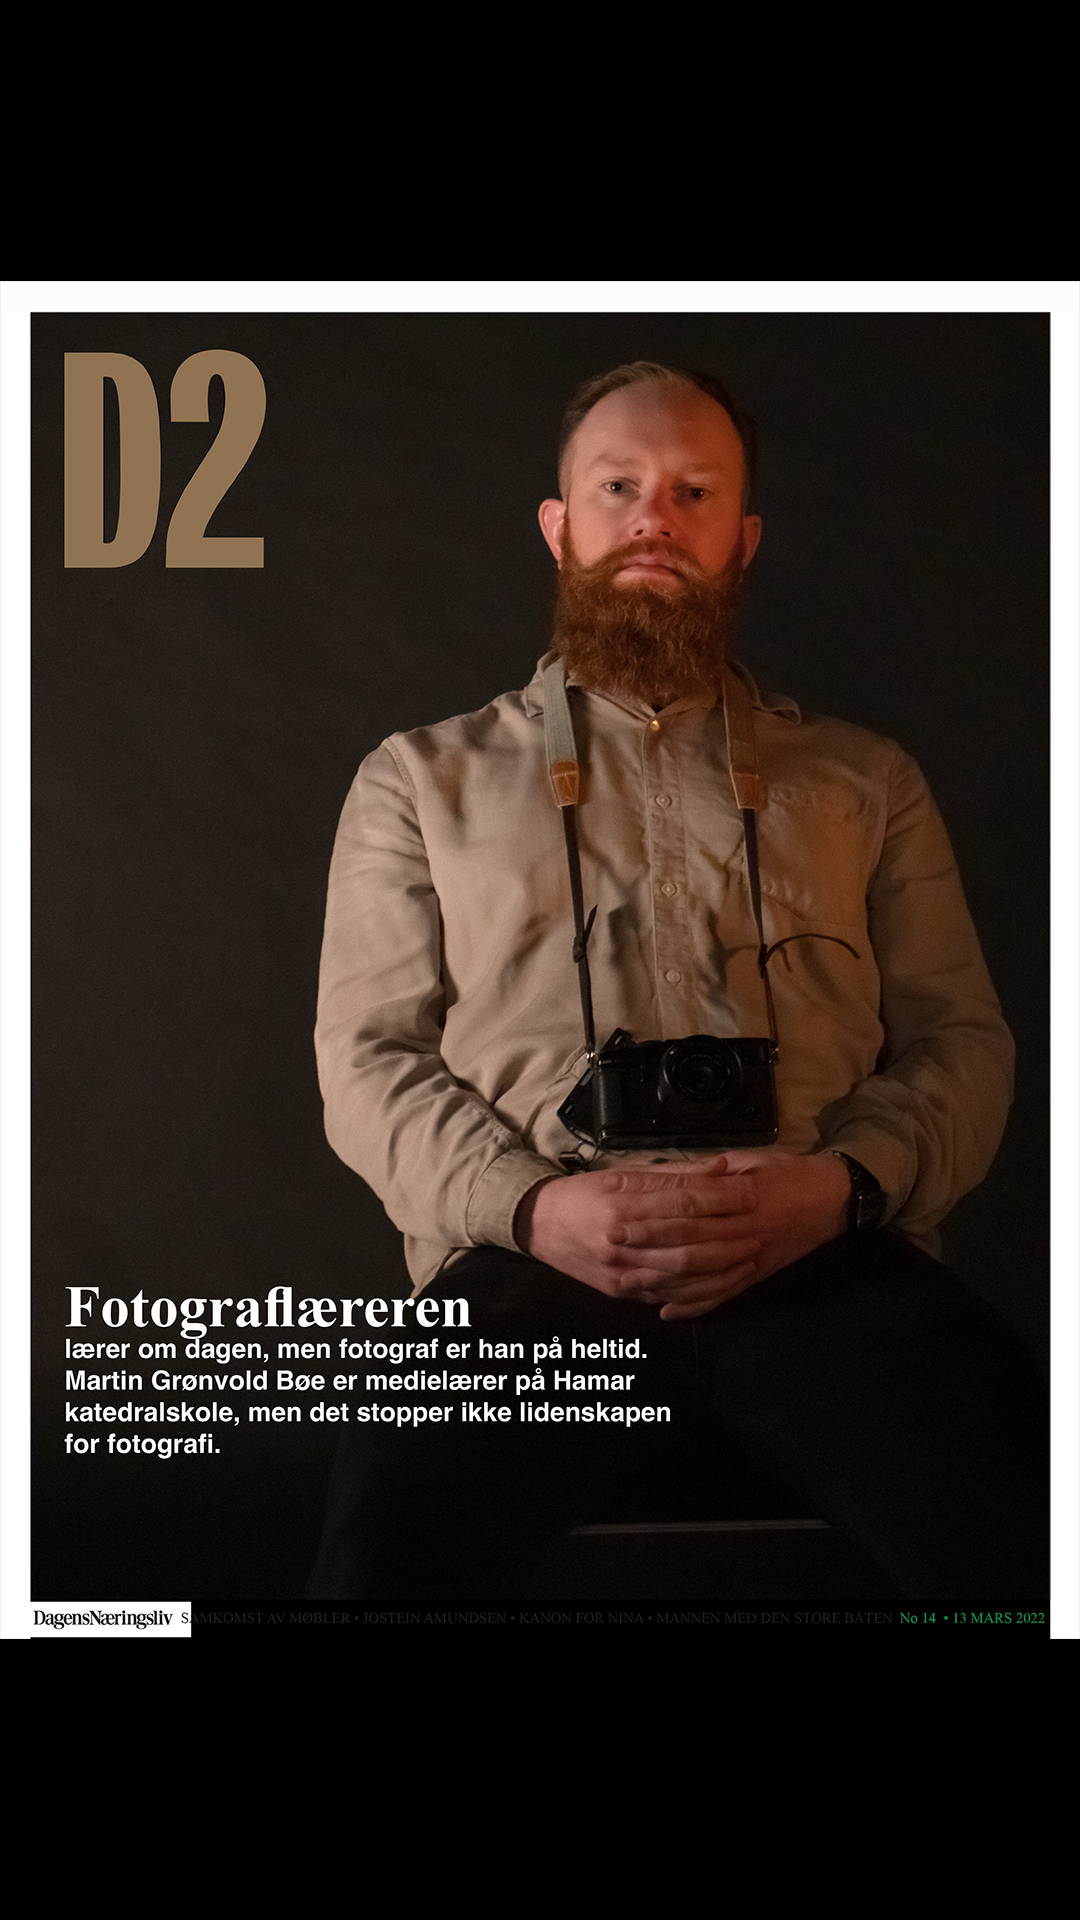 D2
Fotograflæreren
lærer om dagen, men fotograf er han på heltid.
Martin Grønvold Bøe er medielærer på Hamar
katedralskole, men det stopper ikke lidenskapen
for fotografi.
DagensNæringsliv SAMKOMST AV MØBLER • JOSTEIN AMUNDSEN • KANON FOR NINA • MANNEN MED DEN STORE BÅTEN No 14 • 13 MARS 2022